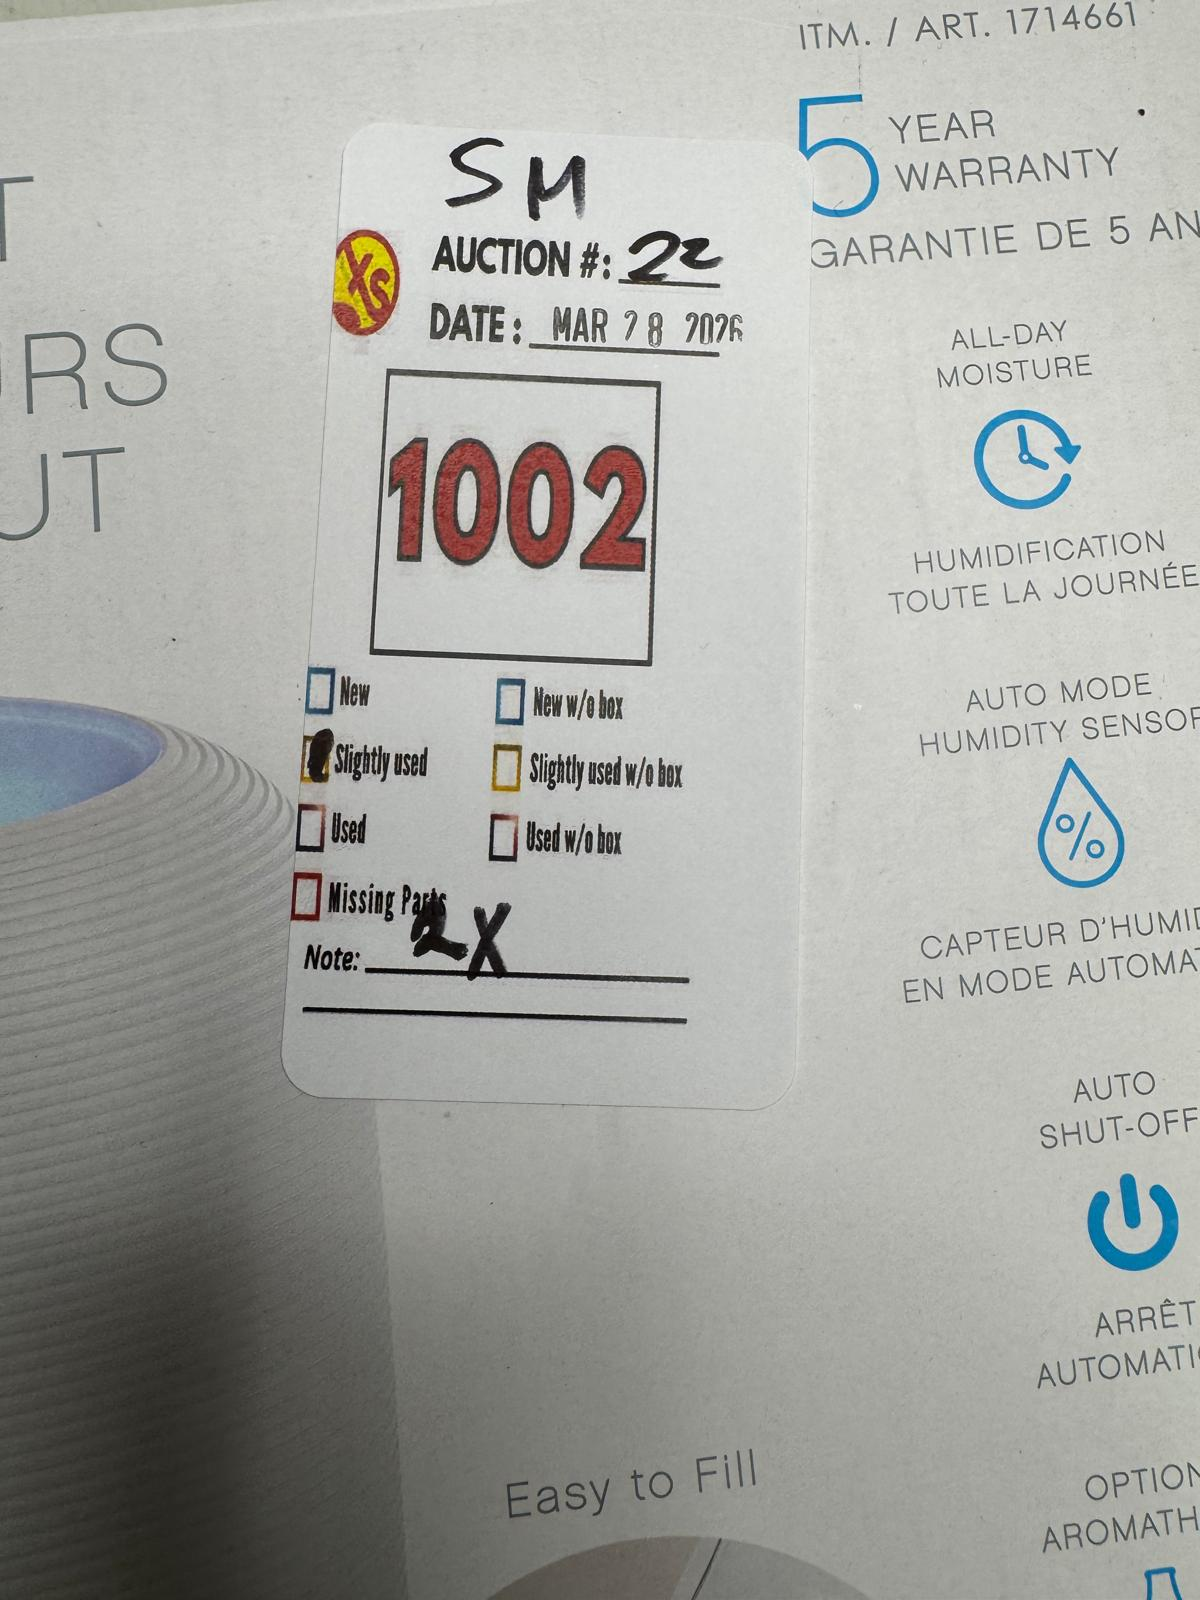 ITM. / ART. 1714661
5 YEAR
WARRANTY
GARANTIE DE 5 AN
T
URS
UT
SM
XS
AUCTION #: 22
DATE: MAR 28 2026
1002
New
New w/o box
Slightly used
Slightly used w/o box
Used
Used w/o box
Missing Parts
Note: 2X
ALL-DAY
MOISTURE
HUMIDIFICATION
TOUTE LA JOURNÉE
AUTO MODE
HUMIDITY SENSOR
%
CAPTEUR D'HUMID
EN MODE AUTOMAT
AUTO
SHUT-OFF
ARRÊT
AUTOMATI
OPTION
AROMATH
Easy to Fill